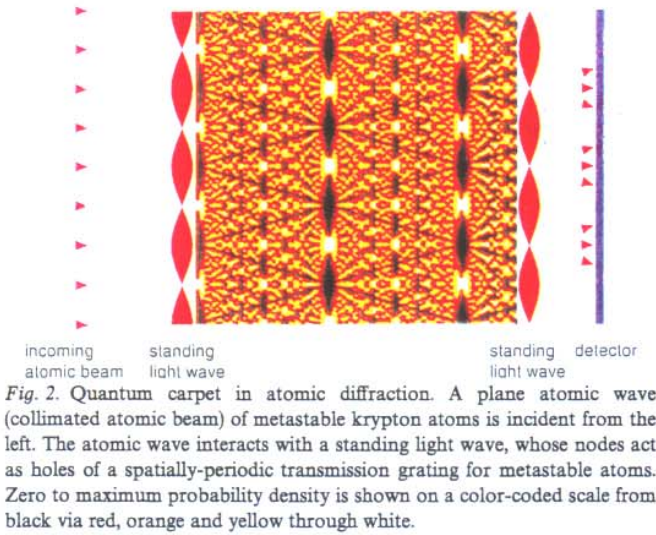 incoming
atomic beam
standing
light wave
standing
light wave
detector
Fig. 2. Quantum carpet in atomic diffraction. A plane atomic wave
(collimated atomic beam) of metastable krypton atoms is incident from the
left. The atomic wave interacts with a standing light wave, whose nodes act
as holes of a spatially-periodic transmission grating for metastable atoms.
Zero to maximum probability density is shown on a color-coded scale from
black via red, orange and yellow through white.